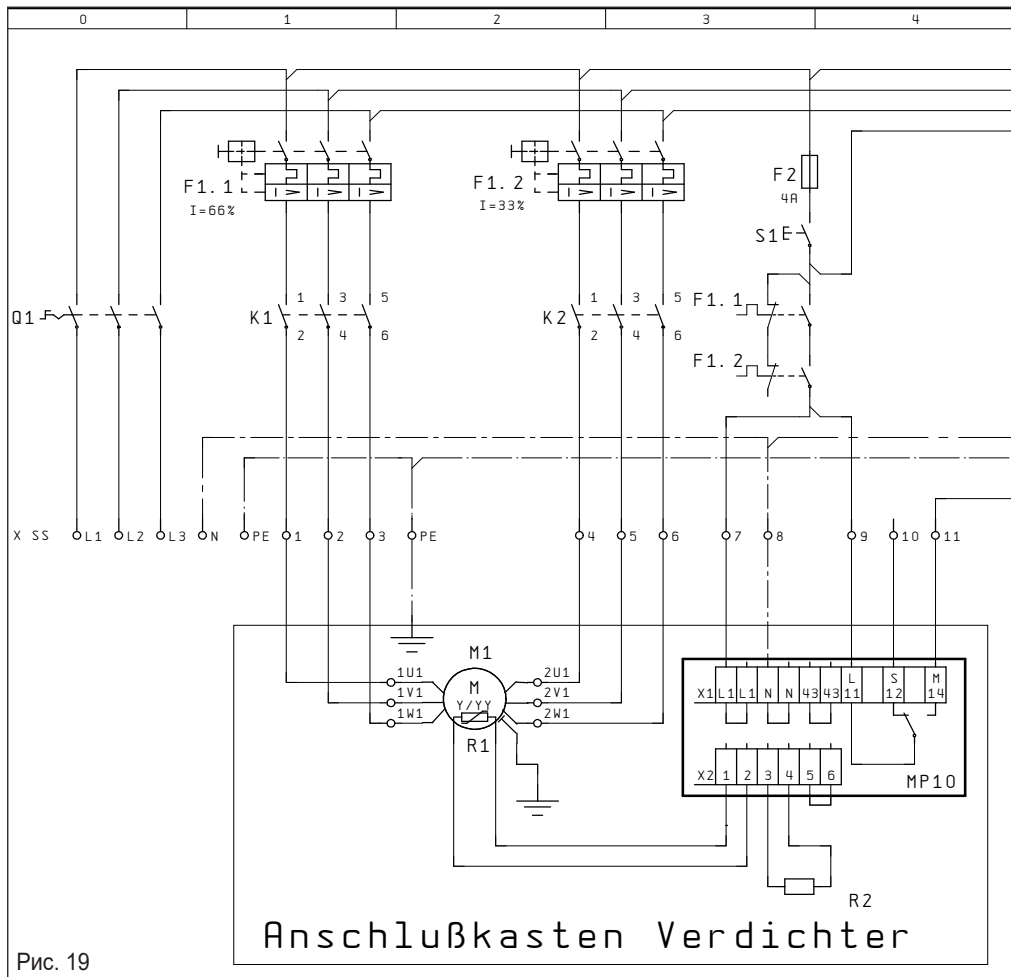 0 1 2 3 4
F1.1
I=66%
F1.2
I=33%
F2
4A
S1
Q1
K1
1 3 5
2 4 6
K2
1 3 5
2 4 6
F1.1
F1.2
X SS L1 L2 L3 N PE 1 2 3 PE 4 5 6 7 8 9 10 11
M1
1U1
1V1
1W1
M
Y/YY
R1
2U1
2V1
2W1
X1 L1 L1 N N 43 43 L 11 S 12 M 14
X2 1 2 3 4 5 6
MP10
R2
Anschlußkasten Verdichter
Рис. 19